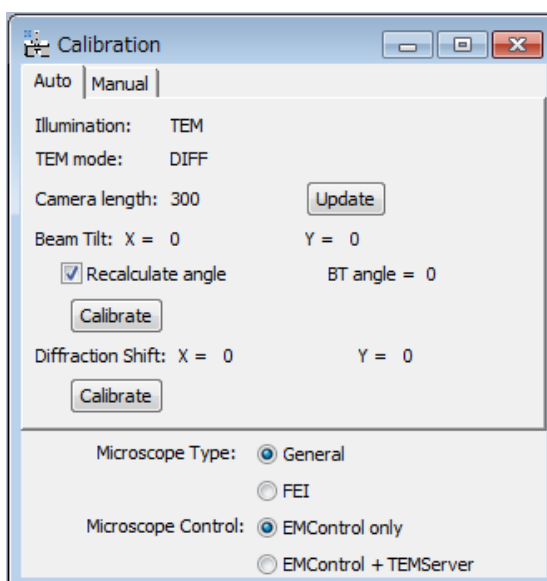 Calibration
Auto Manual
Illumination: TEM
TEM mode: DIFF
Camera length: 300 Update
Beam Tilt: X = 0 Y = 0
Recalculate angle BT angle = 0
Calibrate
Diffraction Shift: X = 0 Y = 0
Calibrate
Microscope Type: General
FEI
Microscope Control: EMControl only
EMControl + TEMServer